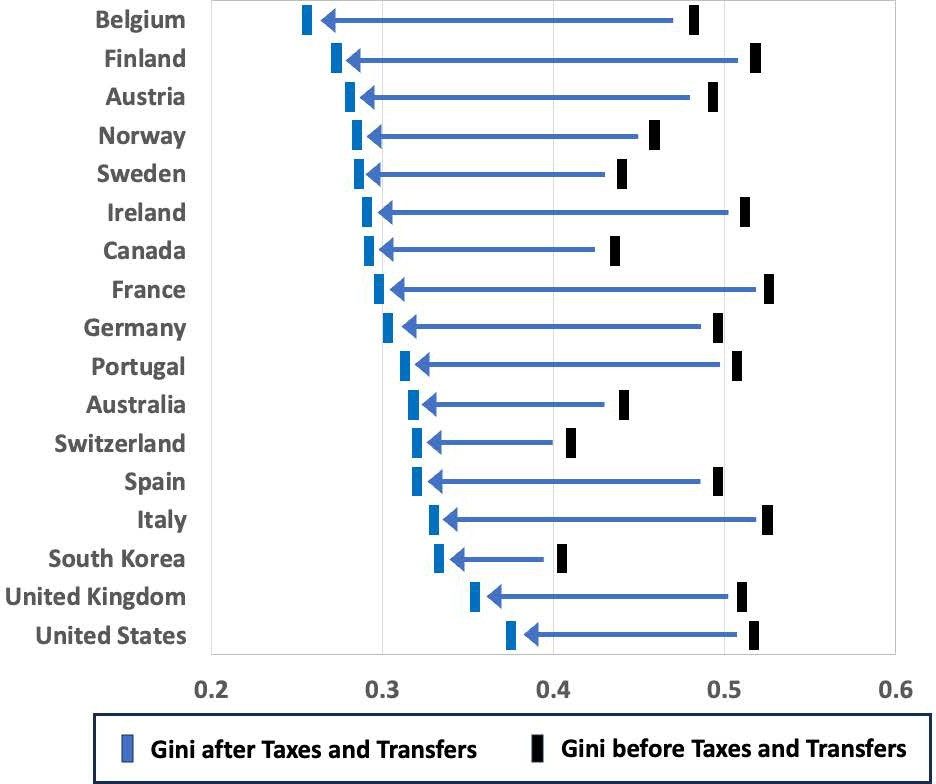 Belgium
Finland
Austria
Norway
Sweden
Ireland
Canada
France
Germany
Portugal
Australia
Switzerland
Spain
Italy
South Korea
United Kingdom
United States
0.2 0.3 0.4 0.5 0.6
Gini after Taxes and Transfers Gini before Taxes and Transfers